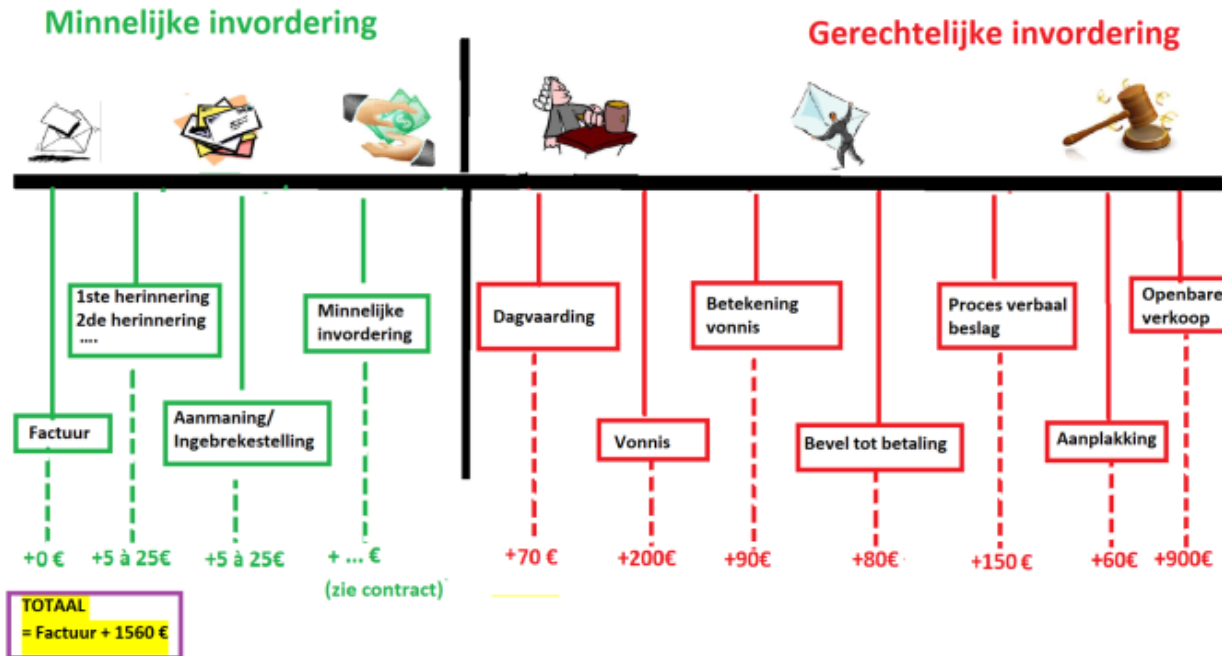 Minnelijke invordering
Gerechtelijke invordering
1ste herinnering
2de herinnering
....
Minnelijke
invordering
Dagvaarding
Betekening
vonnis
Proces verbaal
beslag
Openbare
verkoop
Factuur
Aanmaning/
Ingebrekestelling
Vonnis
Bevel tot betaling
Aanplakking
+0 €
+5 à 25€
+5 à 25€
+ ... €
(zie contract)
+70 €
+200€
+90€
+80€
+150 €
+60€
+900€
TOTAAL
= Factuur + 1560 €